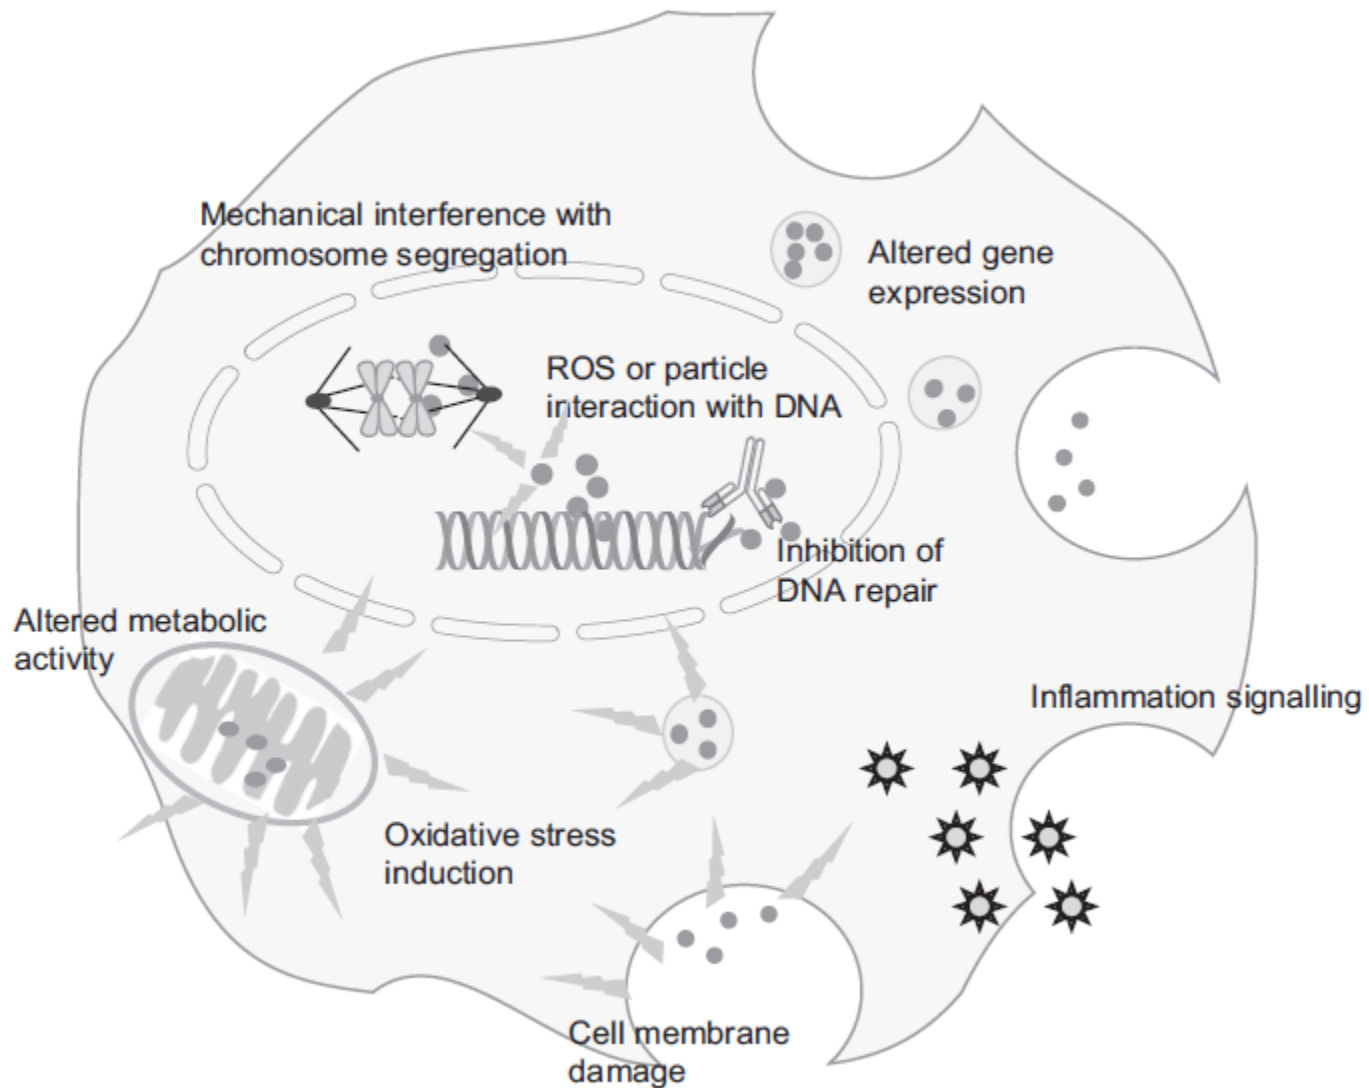 Mechanical interference with
chromosome segregation
Altered gene
expression
ROS or particle
interaction with DNA
Inhibition of
DNA repair
Altered metabolic
activity
Inflammation signalling
Oxidative stress
induction
Cell membrane
damage